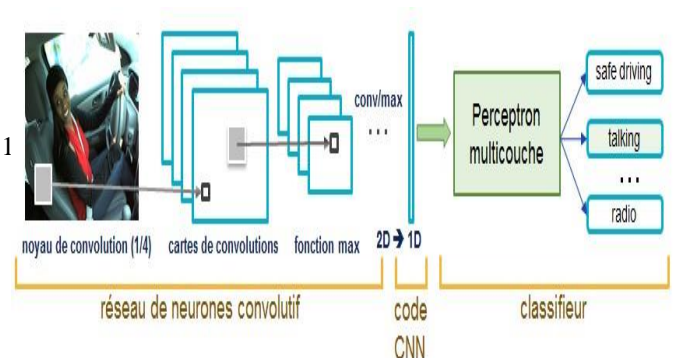 1
noyau de convolution (1/4)
cartes de convolutions
fonction max
conv/max
...
2D ➔ 1D
Perceptron
multicouche
safe driving
talking
...
radio
réseau de neurones convolutif
code
CNN
classifieur